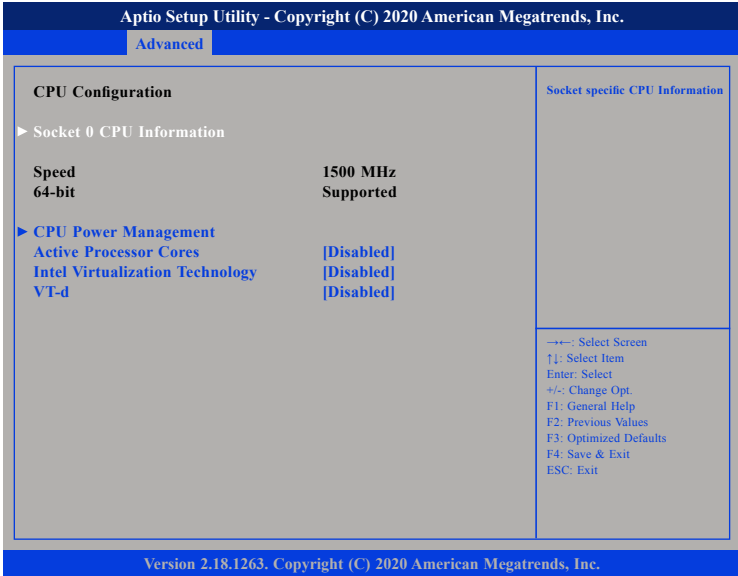 Aptio Setup Utility - Copyright (C) 2020 American Megatrends, Inc.
Advanced
CPU Configuration
► Socket 0 CPU Information
Speed 1500 MHz
64-bit Supported
► CPU Power Management
Active Processor Cores [Disabled]
Intel Virtualization Technology [Disabled]
VT-d [Disabled]
Socket specific CPU Information
→←: Select Screen
↑↓: Select Item
Enter: Select
+/-: Change Opt.
F1: General Help
F2: Previous Values
F3: Optimized Defaults
F4: Save & Exit
ESC: Exit
Version 2.18.1263. Copyright (C) 2020 American Megatrends, Inc.